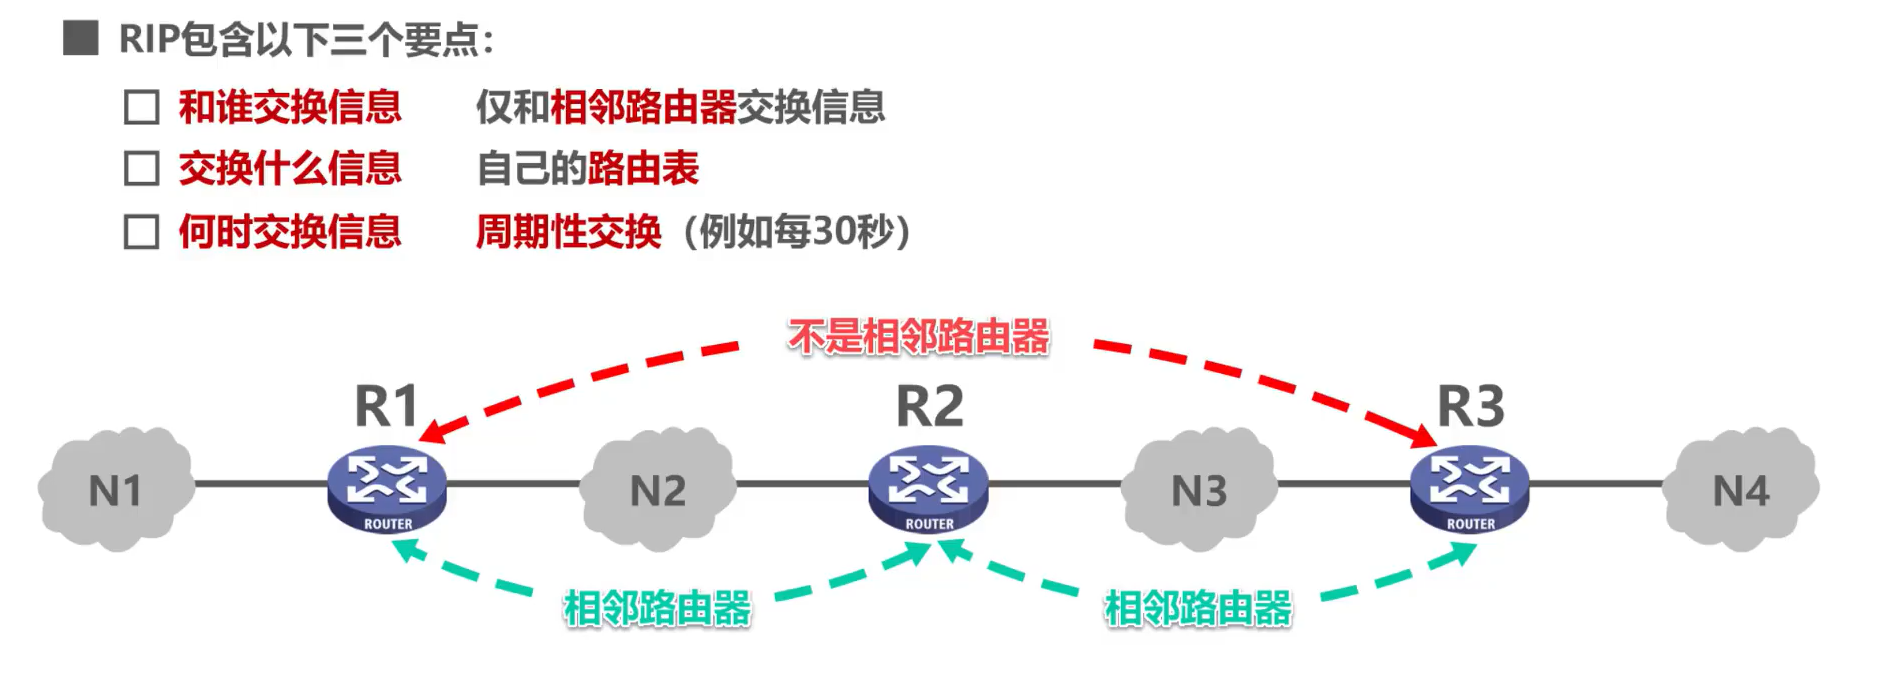 RIP包含以下三个要点：
和谁交换信息 仅和相邻路由器交换信息
交换什么信息 自己的路由表
何时交换信息 周期性交换（例如每30秒）
不是相邻路由器
R1 R2 R3
N1 N2 N3 N4
ROUTER ROUTER ROUTER
相邻路由器 相邻路由器